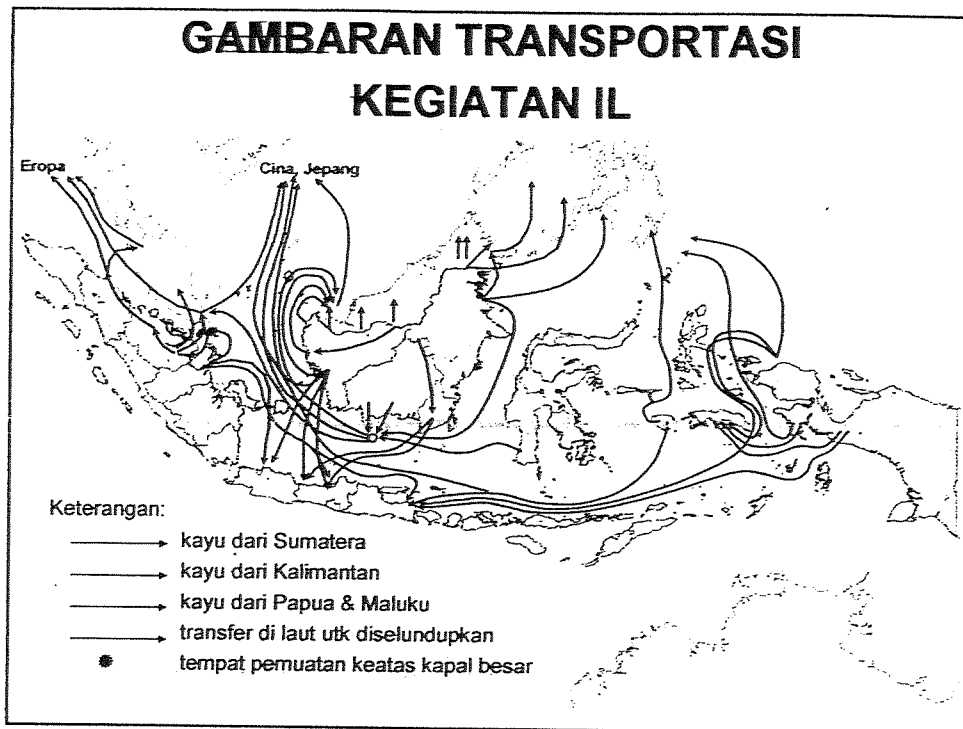 GAMBARAN TRANSPORTASI
KEGIATAN IL
Eropa
Cina, Jepang
Keterangan:
kayu dari Sumatera
kayu dari Kalimantan
kayu dari Papua & Maluku
transfer di laut utk diselundupkan
tempat pemuatan keatas kapal besar